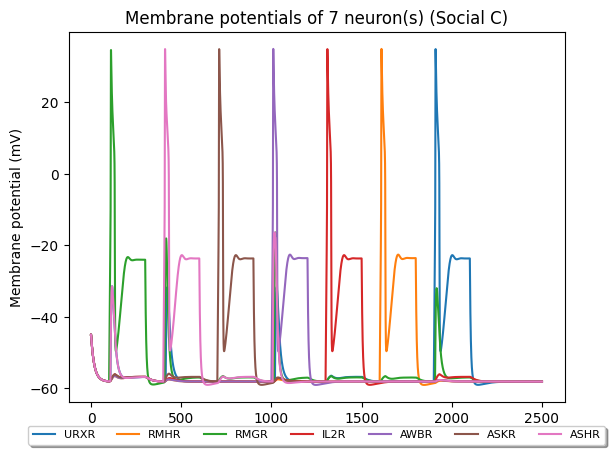 Membrane potentials of 7 neuron(s) (Social C)
Membrane potential (mV)
20
0
−20
−40
−60
0 500 1000 1500 2000 2500
URXR RMHR RMGR IL2R AWBR ASKR ASHR